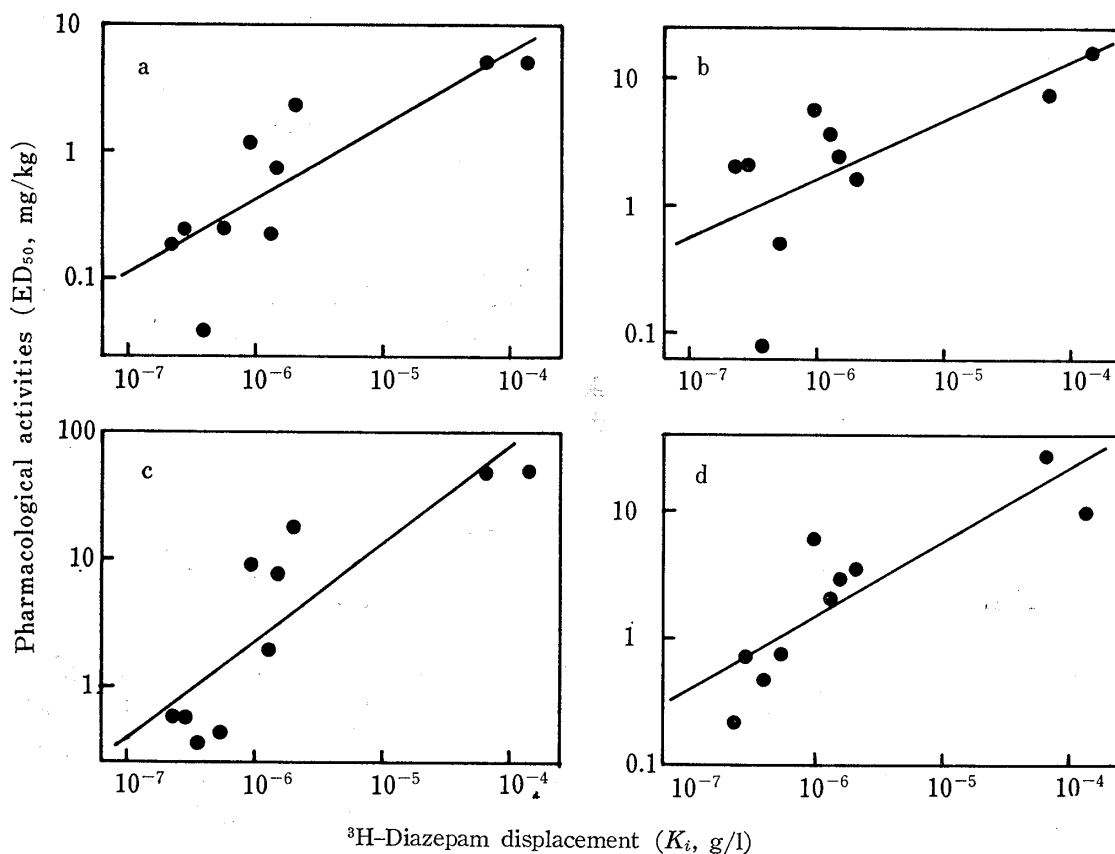 Pharmacological activities (ED₅₀, mg/kg)
a
10
1
0.1
10⁻⁷ 10⁻⁶ 10⁻⁵ 10⁻⁴
b
10
1
0.1
10⁻⁷ 10⁻⁶ 10⁻⁵ 10⁻⁴
c
100
10
1
10⁻⁷ 10⁻⁶ 10⁻⁵ 10⁻⁴
d
10
1
0.1
10⁻⁷ 10⁻⁶ 10⁻⁵ 10⁻⁴
³H–Diazepam displacement (Kᵢ, g/l)